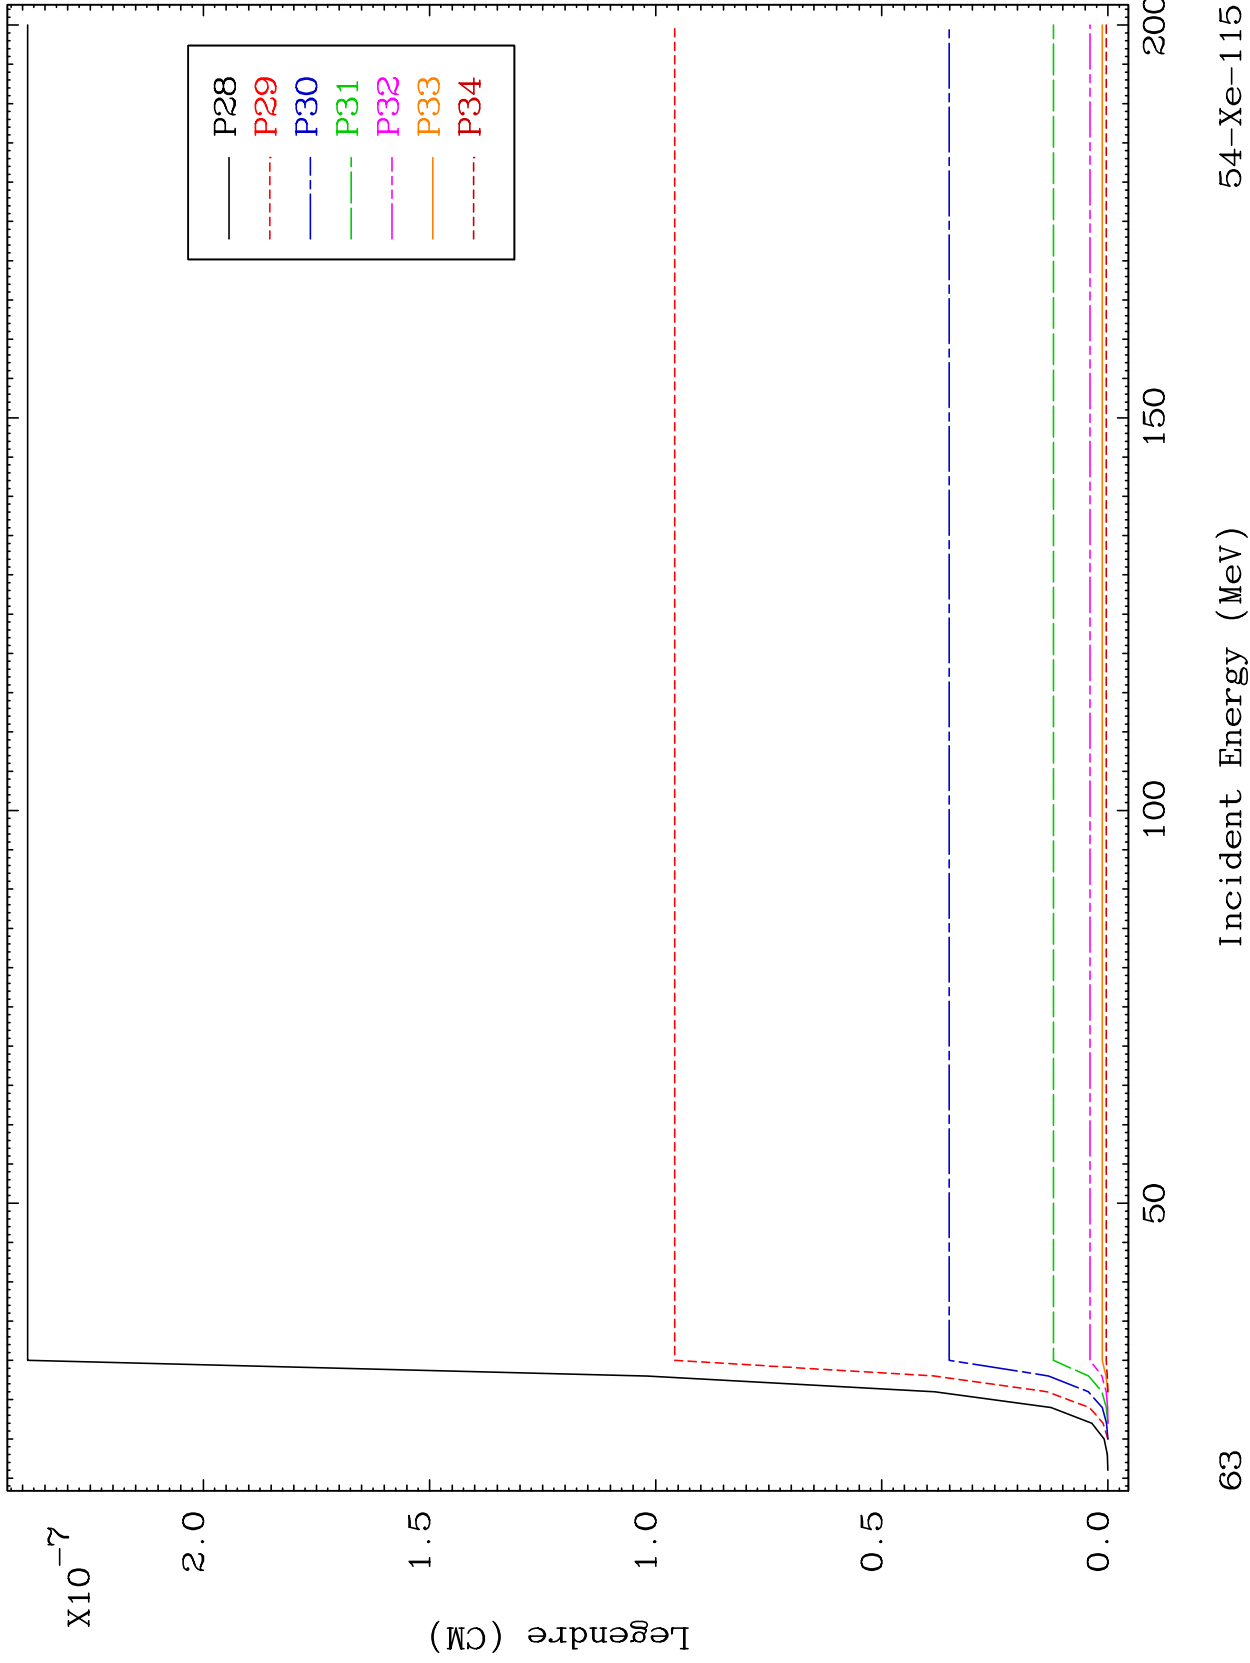 X10-7
2.0
1.5
1.0
0.5
0.0
Legendre (CM)
P28
P29
P30
P31
P32
P33
P34
50
100
150
200
Incident Energy (MeV)
63
54-Xe-115